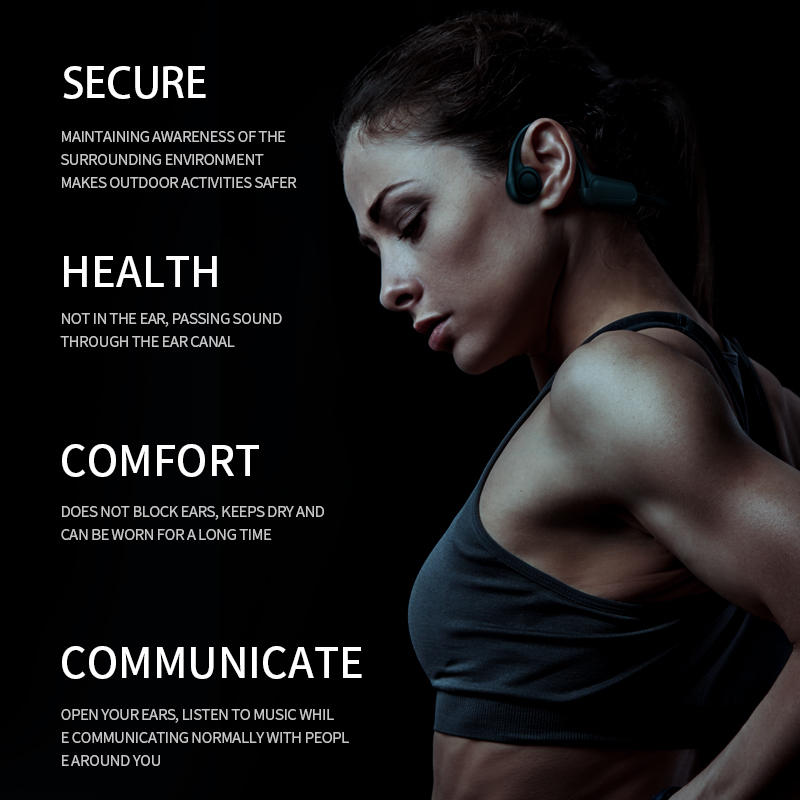 SECURE
MAINTAINING AWARENESS OF THE
SURROUNDING ENVIRONMENT
MAKES OUTDOOR ACTIVITIES SAFER
HEALTH
NOT IN THE EAR, PASSING SOUND
THROUGH THE EAR CANAL
COMFORT
DOES NOT BLOCK EARS, KEEPS DRY AND
CAN BE WORN FOR A LONG TIME
COMMUNICATE
OPEN YOUR EARS, LISTEN TO MUSIC WHIL
E COMMUNICATING NORMALLY WITH PEOPL
E AROUND YOU